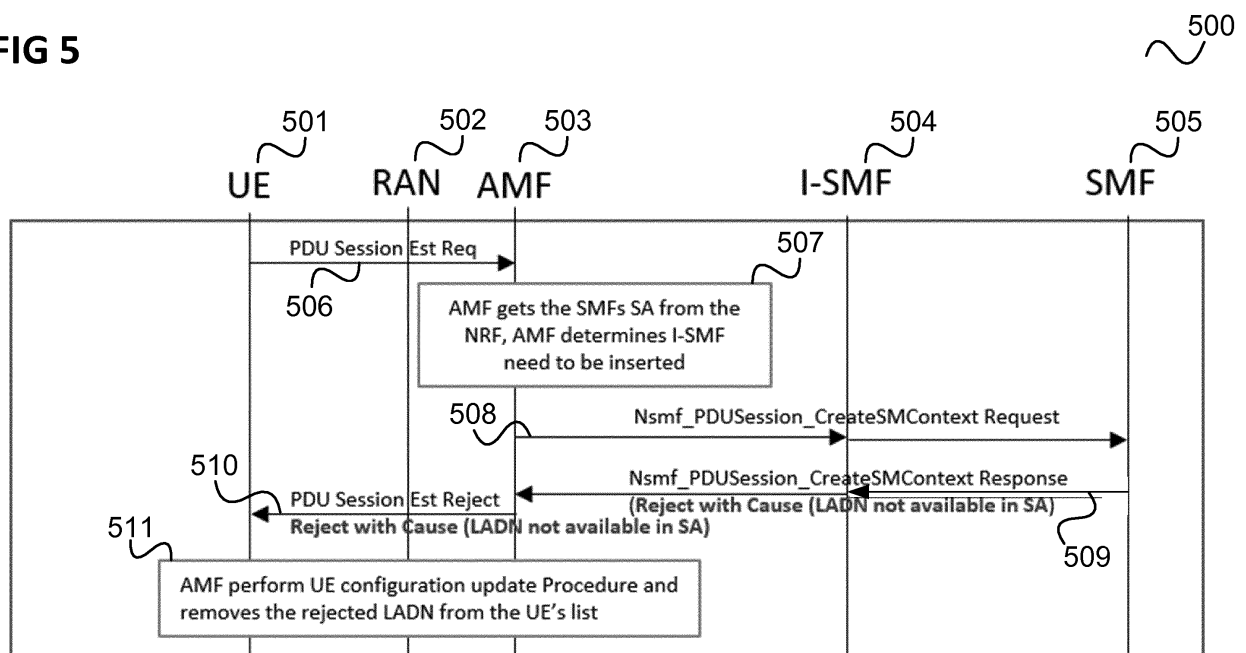 FIG 5
500
501
502
503
504
505
UE
RAN
AMF
I-SMF
SMF
PDU Session Est Req
506
507
AMF gets the SMFs SA from the
NRF, AMF determines I-SMF
need to be inserted
508
Nsmf_PDUSession_CreateSMContext Request
510
Nsmf_PDUSession_CreateSMContext Response
(Reject with Cause (LADN not available in SA)
509
PDU Session Est Reject
Reject with Cause (LADN not available in SA)
511
AMF perform UE configuration update Procedure and
removes the rejected LADN from the UE's list